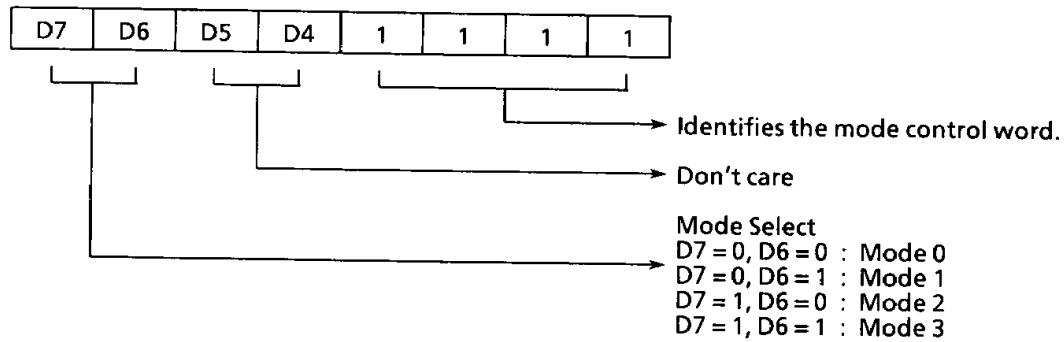 D7 D6 D5 D4 1 1 1 1
Identifies the mode control word.
Don't care
Mode Select
D7 = 0, D6 = 0 : Mode 0
D7 = 0, D6 = 1 : Mode 1
D7 = 1, D6 = 0 : Mode 2
D7 = 1, D6 = 1 : Mode 3